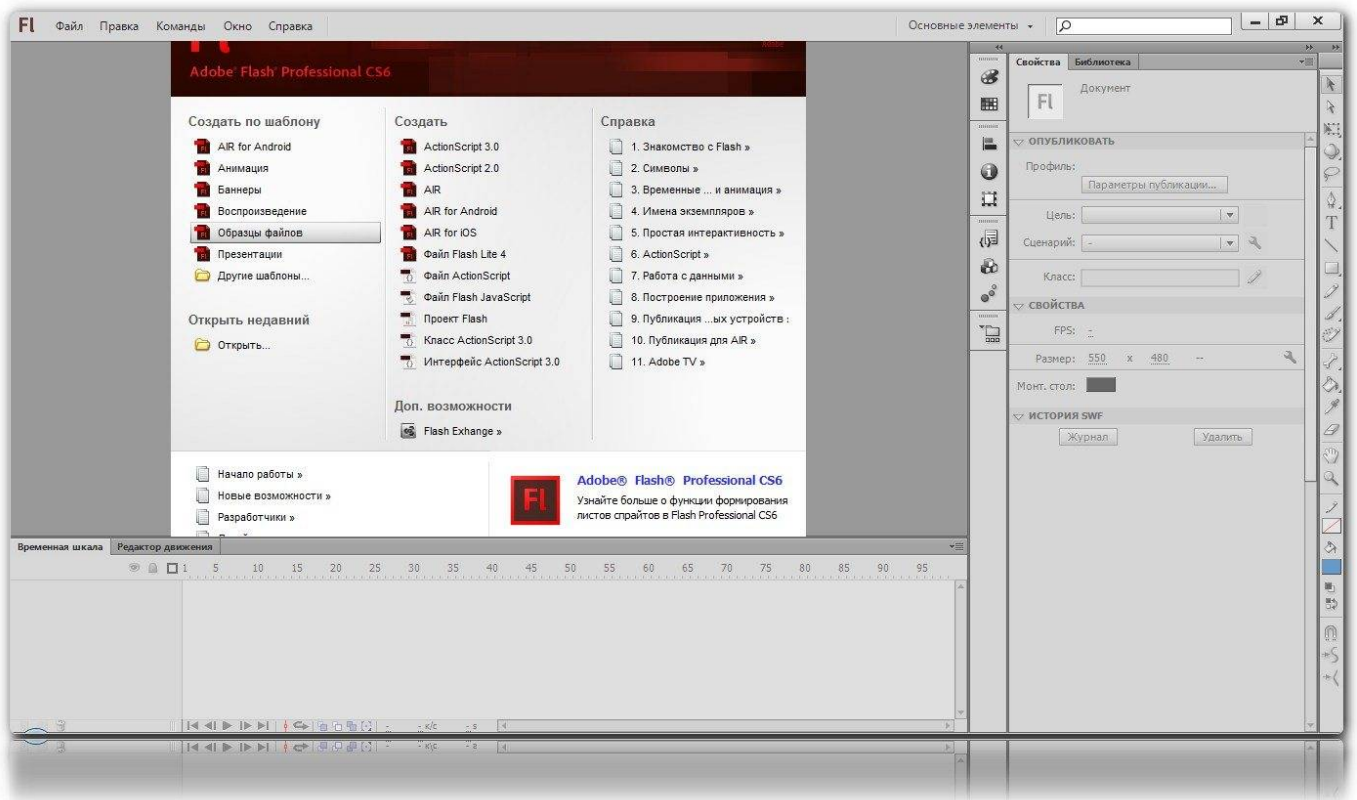 Fl Файл Правка Команды Окно Справка Основные элементы
Adobe® Flash® Professional CS6
Создать по шаблону
AIR for Android
Анимация
Баннеры
Воспроизведение
Образцы файлов
Презентации
Другие шаблоны...
Открыть недавний
Открыть...
Создать
ActionScript 3.0
ActionScript 2.0
AIR
AIR for Android
AIR for iOS
Файл Flash Lite 4
Файл ActionScript
Файл Flash JavaScript
Проект Flash
Класс ActionScript 3.0
Интерфейс ActionScript 3.0
Доп. возможности
Flash Exhange »
Справка
1. Знакомство с Flash »
2. Символы »
3. Временные ... и анимация »
4. Имена экземпляров »
5. Простая интерактивность »
6. ActionScript »
7. Работа с данными »
8. Построение приложения »
9. Публикация ...ых устройств
10. Публикация для AIR »
11. Adobe TV »
Начало работы »
Новые возможности »
Разработчики »
Fl
Adobe® Flash® Professional CS6
Узнайте больше о функции формирования
листов спрайтов в Flash Professional CS6
Свойства Библиотека
Fl Документ
ОПУБЛИКОВАТЬ
Профиль:
Параметры публикации...
Цель:
Сценарий: -
Класс:
СВОЙСТВА
FPS: -
Размер: 550 x 480 --
Монт. стол:
ИСТОРИЯ SWF
Журнал Удалить
Временная шкала Редактор движения
1 5 10 15 20 25 30 35 40 45 50 55 60 65 70 75 80 85 90 95
- - к/с - s